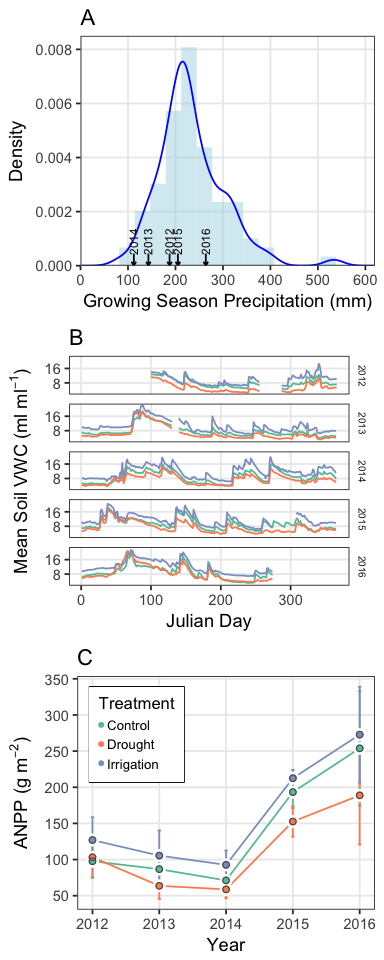 A
0.008
0.006
0.004
0.002
0.000
Density
2014
2013
2012
2015
2016
0 100 200 300 400 500 600
Growing Season Precipitation (mm)
B
Mean Soil VWC (ml ml⁻¹)
16
8
2012
16
8
2013
16
8
2014
16
8
2015
16
8
2016
0 100 200 300
Julian Day
C
350
300
250
200
150
100
50
ANPP (g m⁻²)
Treatment
Control
Drought
Irrigation
2012 2013 2014 2015 2016
Year